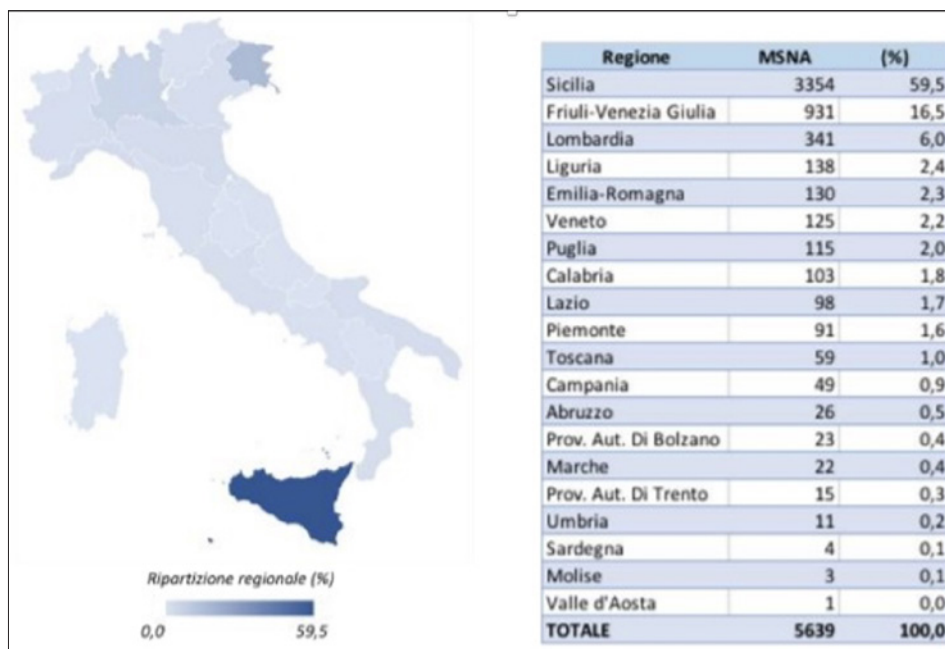 Ripartizione regionale (%)
0,0 59,5
Regione MSNA (%)
Sicilia 3354 59,5
Friuli-Venezia Giulia 931 16,5
Lombardia 341 6,0
Liguria 138 2,4
Emilia-Romagna 130 2,3
Veneto 125 2,2
Puglia 115 2,0
Calabria 103 1,8
Lazio 98 1,7
Piemonte 91 1,6
Toscana 59 1,0
Campania 49 0,9
Abruzzo 26 0,5
Prov. Aut. Di Bolzano 23 0,4
Marche 22 0,4
Prov. Aut. Di Trento 15 0,3
Umbria 11 0,2
Sardegna 4 0,1
Molise 3 0,1
Valle d'Aosta 1 0,0
TOTALE 5639 100,0